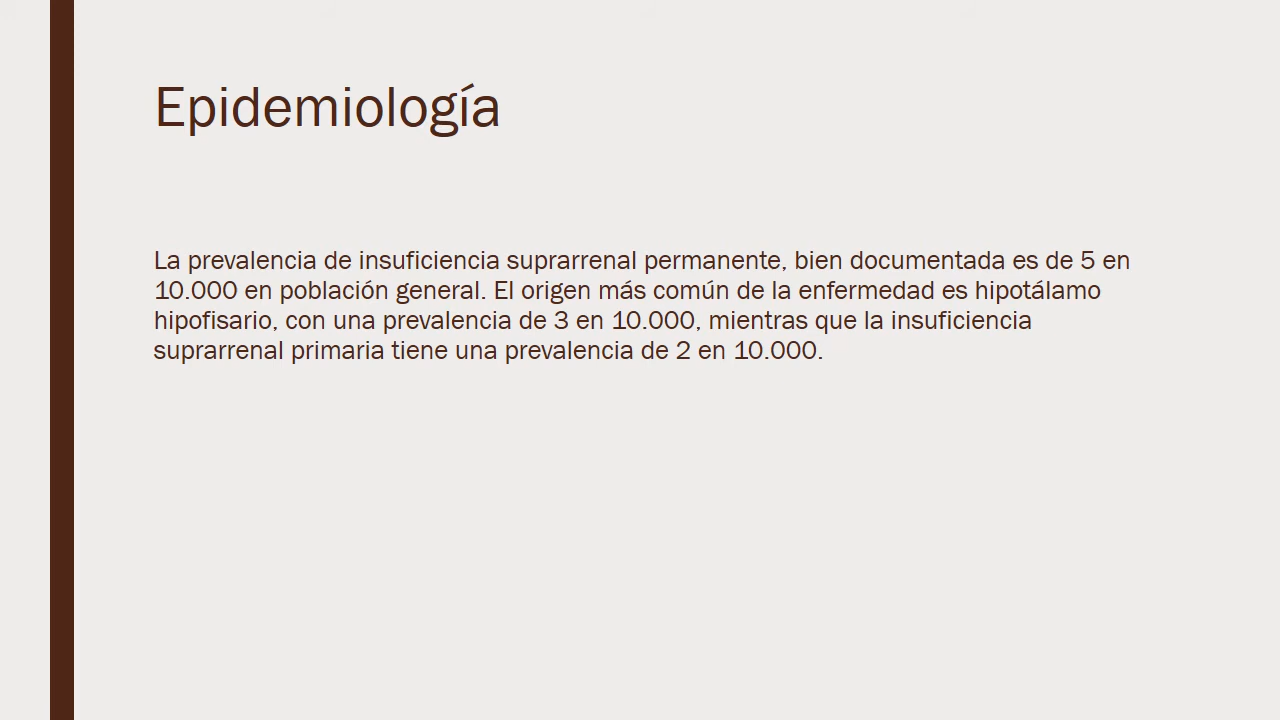 Epidemiología
La prevalencia de insuficiencia suprarrenal permanente, bien documentada es de 5 en
10.000 en población general. El origen más común de la enfermedad es hipotálamo
hipofisario, con una prevalencia de 3 en 10.000, mientras que la insuficiencia
suprarrenal primaria tiene una prevalencia de 2 en 10.000.